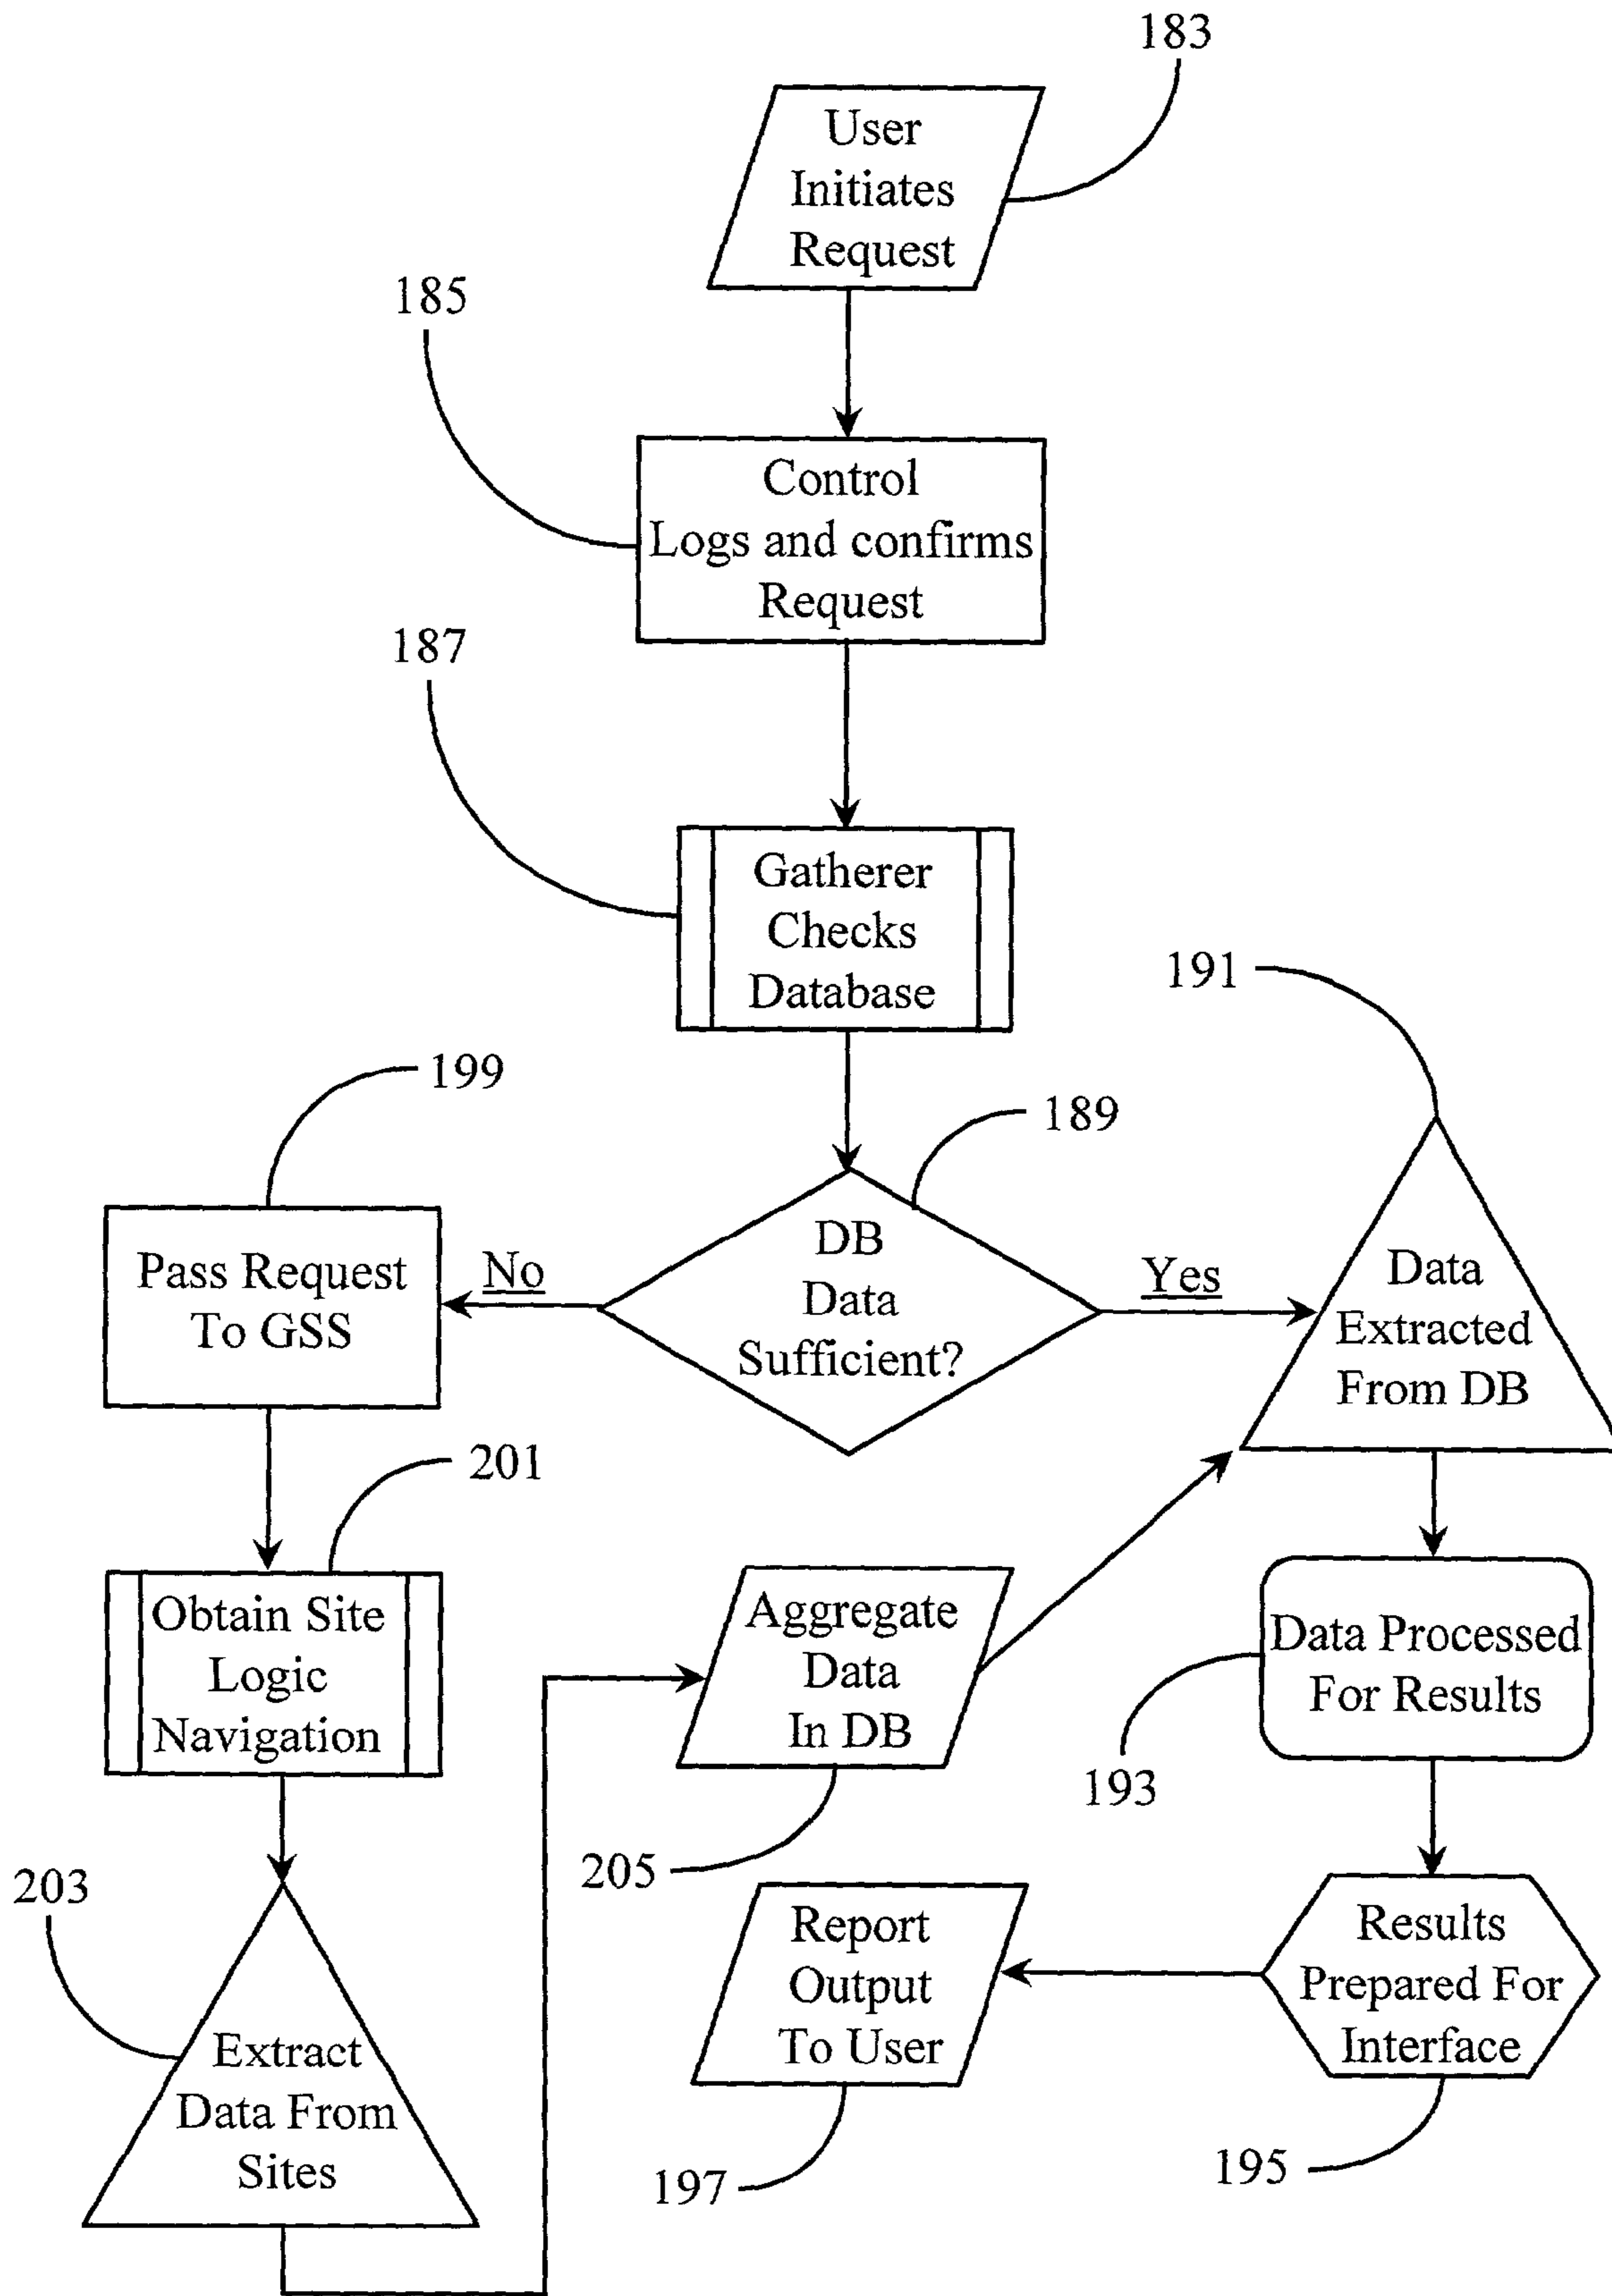 183
User
Initiates
Request
185
Control
Logs and confirms
Request
187
Gatherer
Checks
Database
191
199
189
Pass Request
To GSS
No
DB
Data
Sufficient?
Yes
Data
Extracted
From DB
201
Obtain Site
Logic
Navigation
Aggregate
Data
In DB
Data Processed
For Results
193
205
203
Report
Output
To User
Results
Prepared For
Interface
Extract
Data From
Sites
197
195